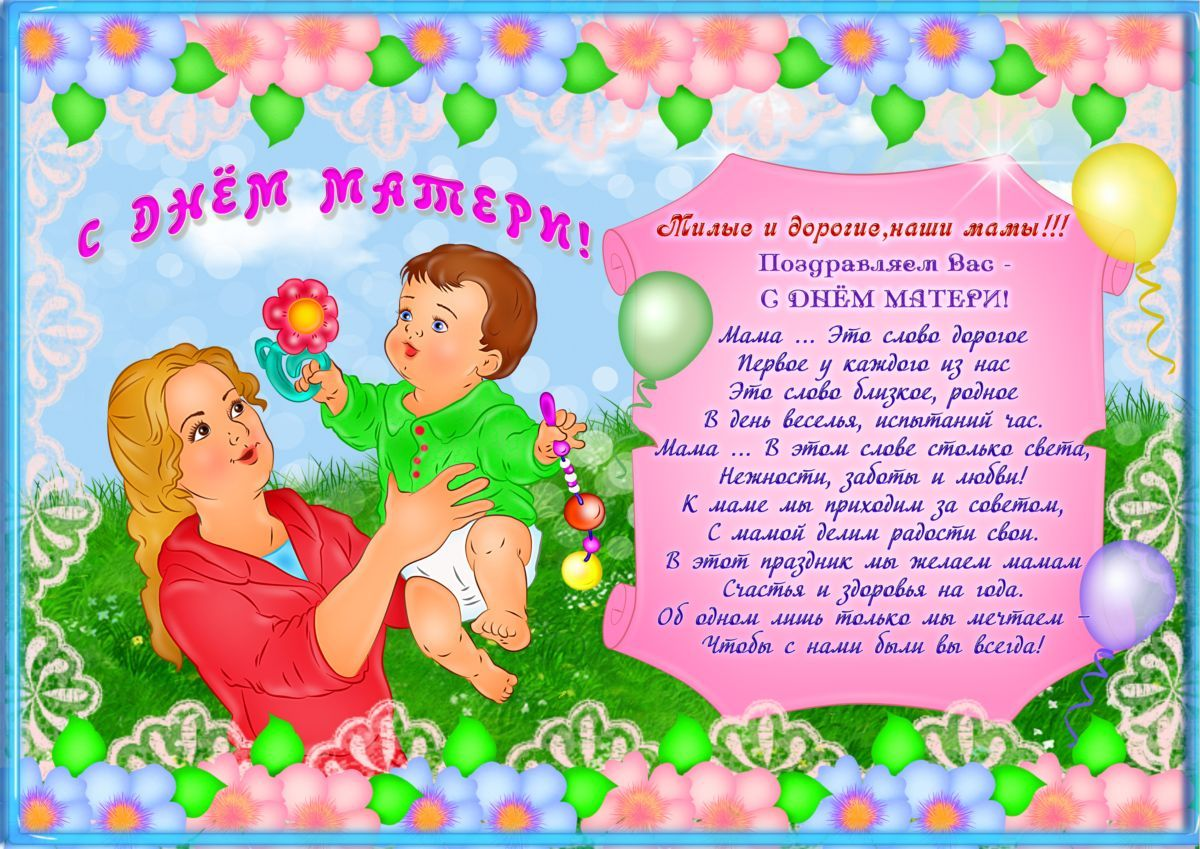 С ДНЁМ МАТЕРИ!
Милые и дорогие,наши мамы!!!
Поздравляем Вас -
С ДНЁМ МАТЕРИ!
Мама ... Это слово дорогое
Первое у каждого из нас
Это слово близкое, родное
В день веселья, испытаний час.
Мама ... В этом слове столько света,
Нежности, заботы и любви!
К маме мы приходим за советом,
С мамой делим радости свои.
В этот праздник мы желаем мамам
Счастья и здоровья на года.
Об одном лишь только мы мечтаем –
Чтобы с нами были вы всегда!